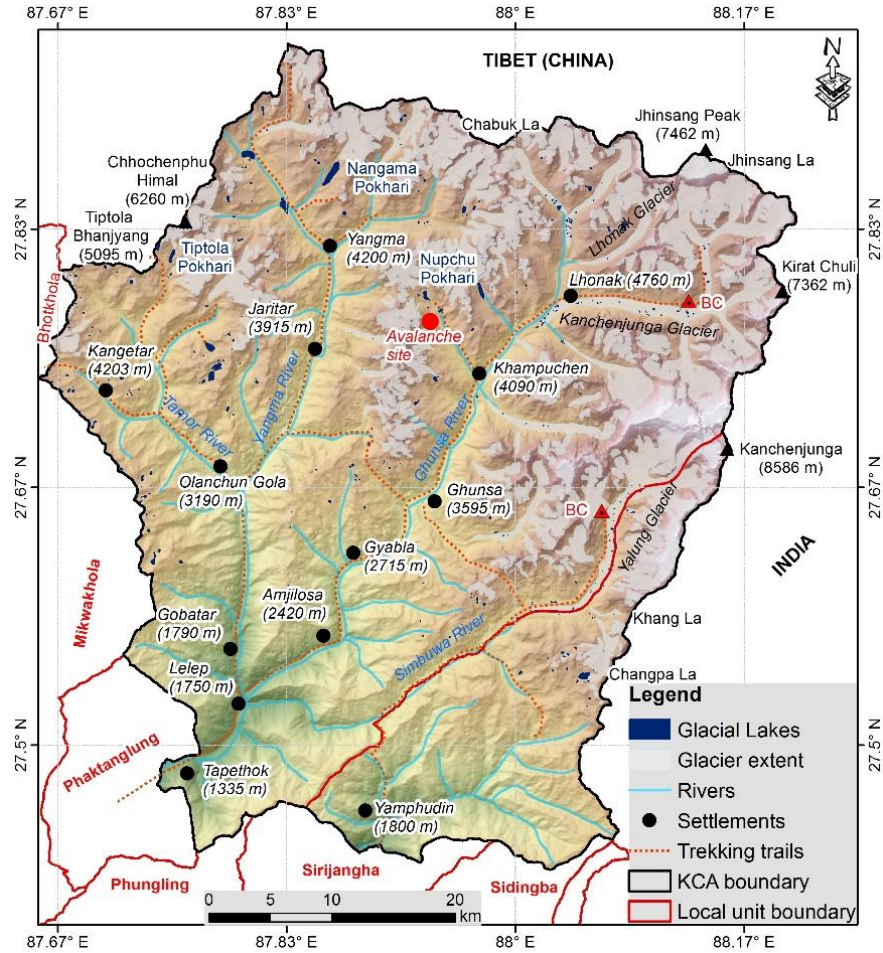 87.67° E
87.83° E
88° E
88.17° E
TIBET (CHINA)
N
Chabuk La
Jhinsang Peak
(7462 m)
Jhinsang La
Chhochenphu
Himal
(6260 m)
Nangama
Pokhari
Tiptola
Bhanjyang
(5095 m)
Tiptola
Pokhari
Yangma
(4200 m)
Lhonak Glacier
27.83° N
27.83° N
Nupchu
Pokhari
Lhonak (4760 m)
Kirat Chuli
(7362 m)
BC
Bhotkhola
Jaritar
(3915 m)
Avalanche
site
Kanchenjunga Glacier
Kangetar
(4203 m)
Khampuchen
(4090 m)
Tamor River
Yangma River
Ghunsa River
Kanchenjunga
(8586 m)
Olanchun Gola
(3190 m)
27.67° N
27.67° N
Ghunsa
(3595 m)
BC
Yalung Glacier
INDIA
Gyabla
(2715 m)
Mikwakhola
Amjilosa
(2420 m)
Gobatar
(1790 m)
Simbuwa River
Khang La
Lelep
(1750 m)
Changpa La
27.5° N
27.5° N
Phaktanglung
Tapethok
(1335 m)
Yamphudin
(1800 m)
Phungling
Sirijangha
Sidingba
Legend
Glacial Lakes
Glacier extent
Rivers
Settlements
Trekking trails
KCA boundary
Local unit boundary
0 5 10 20
km
87.67° E
87.83° E
88° E
88.17° E